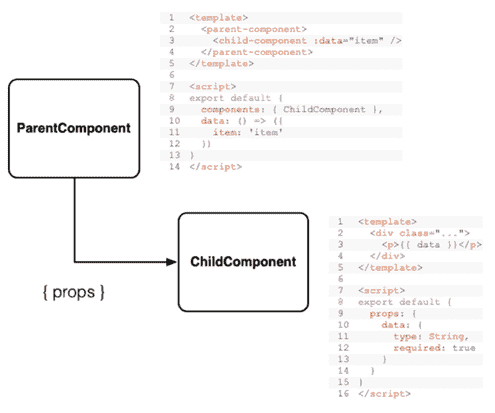 1 <template>
2   <parent-component>
3     <child-component :data="item" />
4   </parent-component>
5 </template>
6
7 <script>
8 export default {
9   components: { ChildComponent },
10   data: () => ({
11     item: 'item'
12   })
13 }
14 </script>
ParentComponent
ChildComponent
{ props }
1 <template>
2   <div class="...">
3     <p>{{ data }}</p>
4   </div>
5 </template>
6
7 <script>
8 export default {
9   props: {
10     data: {
11       type: String,
12       required: true
13     }
14   }
15 }
16 </script>